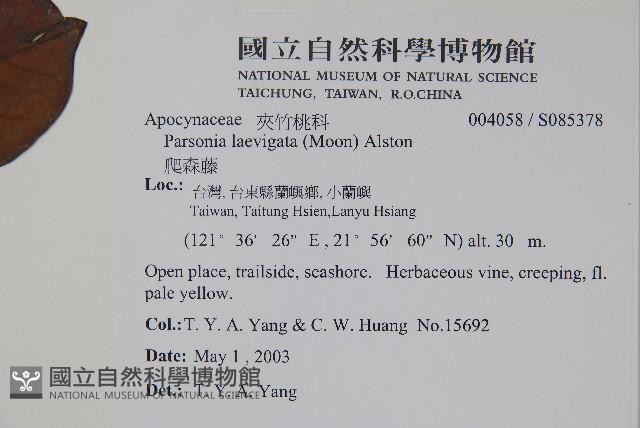 國立自然科學博物館
NATIONAL MUSEUM OF NATURAL SCIENCE
TAICHUNG, TAIWAN, R.O.CHINA
Apocynaceae 夾竹桃科 004058 / S085378
Parsonia laevigata (Moon) Alston
爬森藤
Loc.: 台灣, 台東縣蘭嶼鄉, 小蘭嶼
Taiwan, Taitung Hsien,Lanyu Hsiang
(121° 36′ 26″ E , 21° 56′ 60″ N) alt. 30 m.
Open place, trailside, seashore. Herbaceous vine, creeping, fl.
pale yellow.
Col.: T. Y. A. Yang & C. W. Huang No.15692
Date: May 1 , 2003
國立自然科學博物館
NATIONAL MUSEUM OF NATURAL SCIENCE
Det.: T. Y. A. Yang